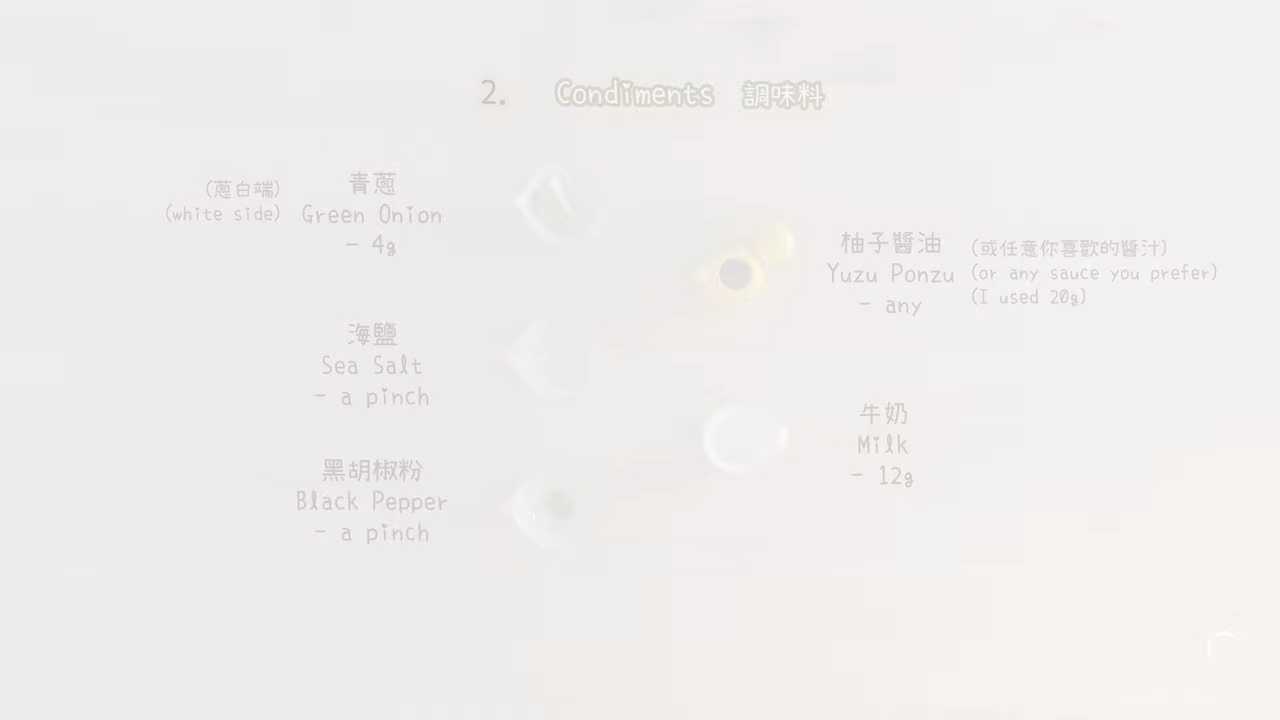 2. Condiments 調味料
(蔥白端)
(white side)
青蔥
Green Onion
- 4g
海鹽
Sea Salt
- a pinch
黑胡椒粉
Black Pepper
- a pinch
柚子醬油
Yuzu Ponzu
- any
(或任意你喜歡的醬汁)
(or any sauce you prefer)
(I used 20g)
牛奶
Milk
- 12g